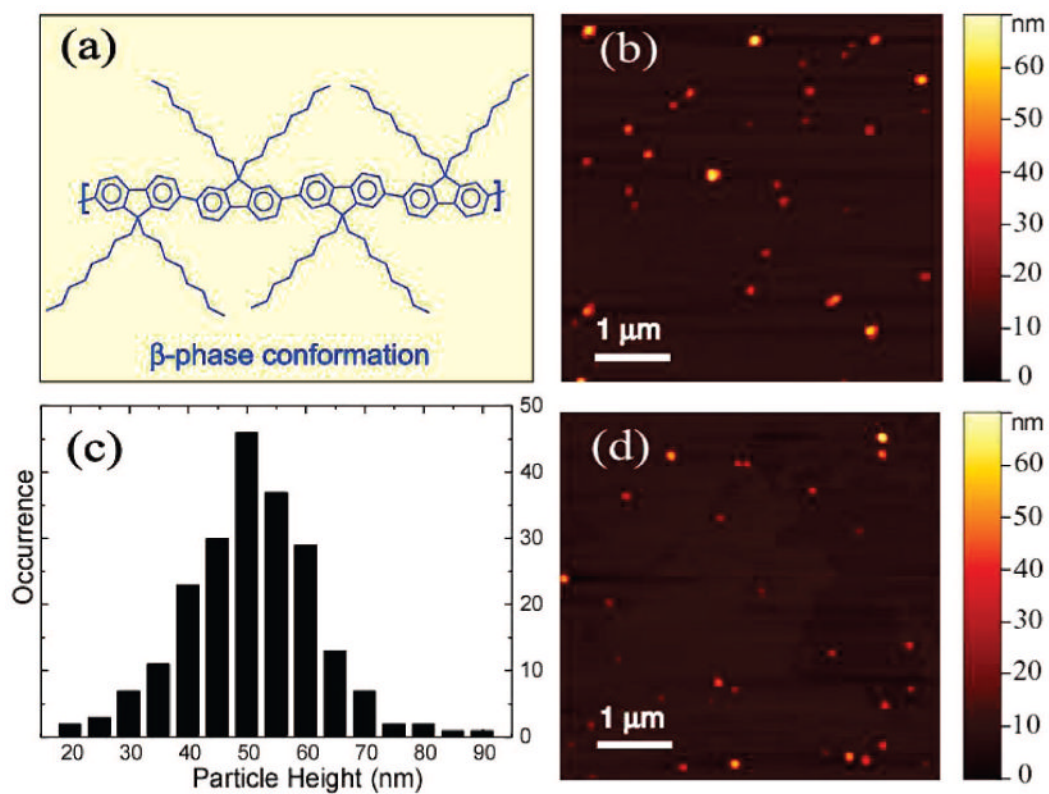 (a)
[
]
β-phase conformation
(b)
1 μm
nm
60
50
40
30
20
10
0
(c)
Occurrence
50
40
30
20
10
0
20 30 40 50 60 70 80 90
Particle Height (nm)
(d)
1 μm
nm
60
50
40
30
20
10
0